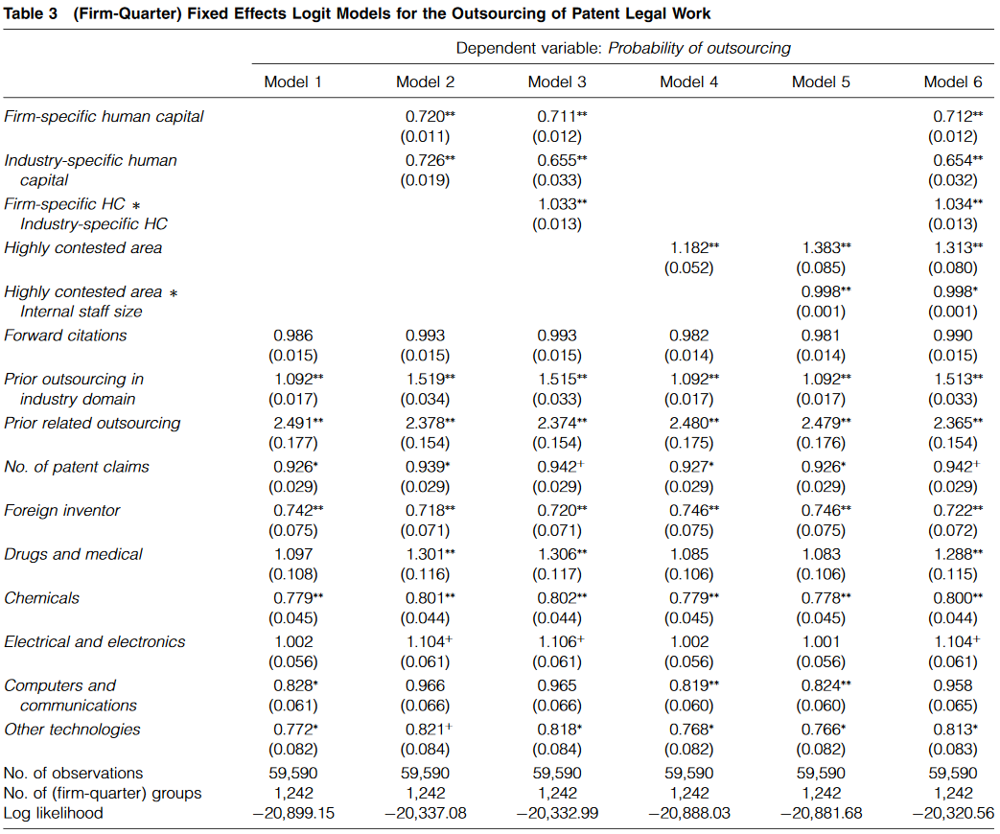 Table 3 (Firm-Quarter) Fixed Effects Logit Models for the Outsourcing of Patent Legal Work
Dependent variable: Probability of outsourcing
Model 1 Model 2 Model 3 Model 4 Model 5 Model 6
Firm-specific human capital 0.720** 0.711** 0.712**
(0.011) (0.012) (0.012)
Industry-specific human 0.726** 0.655** 0.654**
capital (0.019) (0.033) (0.032)
Firm-specific HC * 1.033** 1.034**
Industry-specific HC (0.013) (0.013)
Highly contested area 1.182** 1.383** 1.313**
(0.052) (0.085) (0.080)
Highly contested area * 0.998** 0.998*
Internal staff size (0.001) (0.001)
Forward citations 0.986 0.993 0.993 0.982 0.981 0.990
(0.015) (0.015) (0.015) (0.014) (0.014) (0.015)
Prior outsourcing in 1.092** 1.519** 1.515** 1.092** 1.092** 1.513**
industry domain (0.017) (0.034) (0.033) (0.017) (0.017) (0.033)
Prior related outsourcing 2.491** 2.378** 2.374** 2.480** 2.479** 2.365**
(0.177) (0.154) (0.154) (0.175) (0.176) (0.154)
No. of patent claims 0.926* 0.939* 0.942+ 0.927* 0.926* 0.942+
(0.029) (0.029) (0.029) (0.029) (0.029) (0.029)
Foreign inventor 0.742** 0.718** 0.720** 0.746** 0.746** 0.722**
(0.075) (0.071) (0.071) (0.075) (0.075) (0.072)
Drugs and medical 1.097 1.301** 1.306** 1.085 1.083 1.288**
(0.108) (0.116) (0.117) (0.106) (0.106) (0.115)
Chemicals 0.779** 0.801** 0.802** 0.779** 0.778** 0.800**
(0.045) (0.044) (0.044) (0.045) (0.045) (0.044)
Electrical and electronics 1.002 1.104+ 1.106+ 1.002 1.001 1.104+
(0.056) (0.061) (0.061) (0.056) (0.056) (0.061)
Computers and 0.828* 0.966 0.965 0.819** 0.824** 0.958
communications (0.061) (0.066) (0.066) (0.060) (0.060) (0.065)
Other technologies 0.772* 0.821+ 0.818* 0.768* 0.766* 0.813*
(0.082) (0.084) (0.084) (0.082) (0.082) (0.083)
No. of observations 59,590 59,590 59,590 59,590 59,590 59,590
No. of (firm-quarter) groups 1,242 1,242 1,242 1,242 1,242 1,242
Log likelihood −20,899.15 −20,337.08 −20,332.99 −20,888.03 −20,881.68 −20,320.56